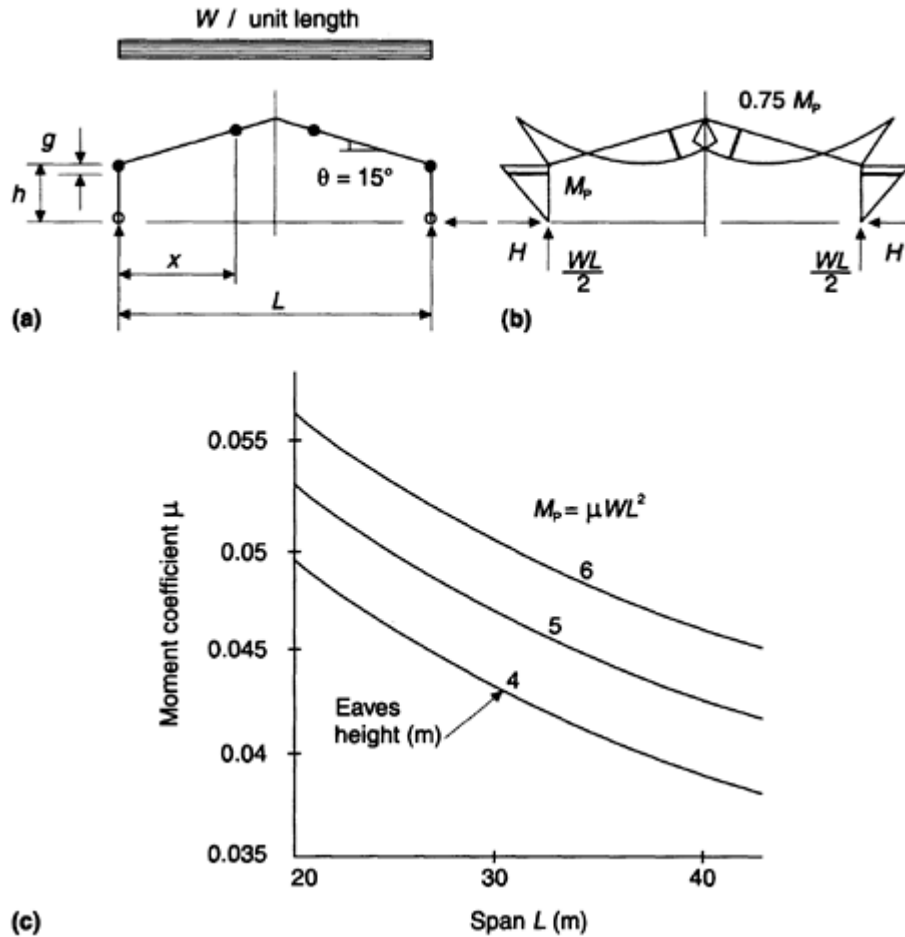 W / unit length
g
h
θ = 15°
x
L
(a)
0.75 Mₚ
Mₚ
H
WL
2
WL
2
H
(b)
Moment coefficient μ
0.055
0.05
0.045
0.04
0.035
Mₚ = μWL²
6
5
4
Eaves
height (m)
20
30
40
Span L (m)
(c)